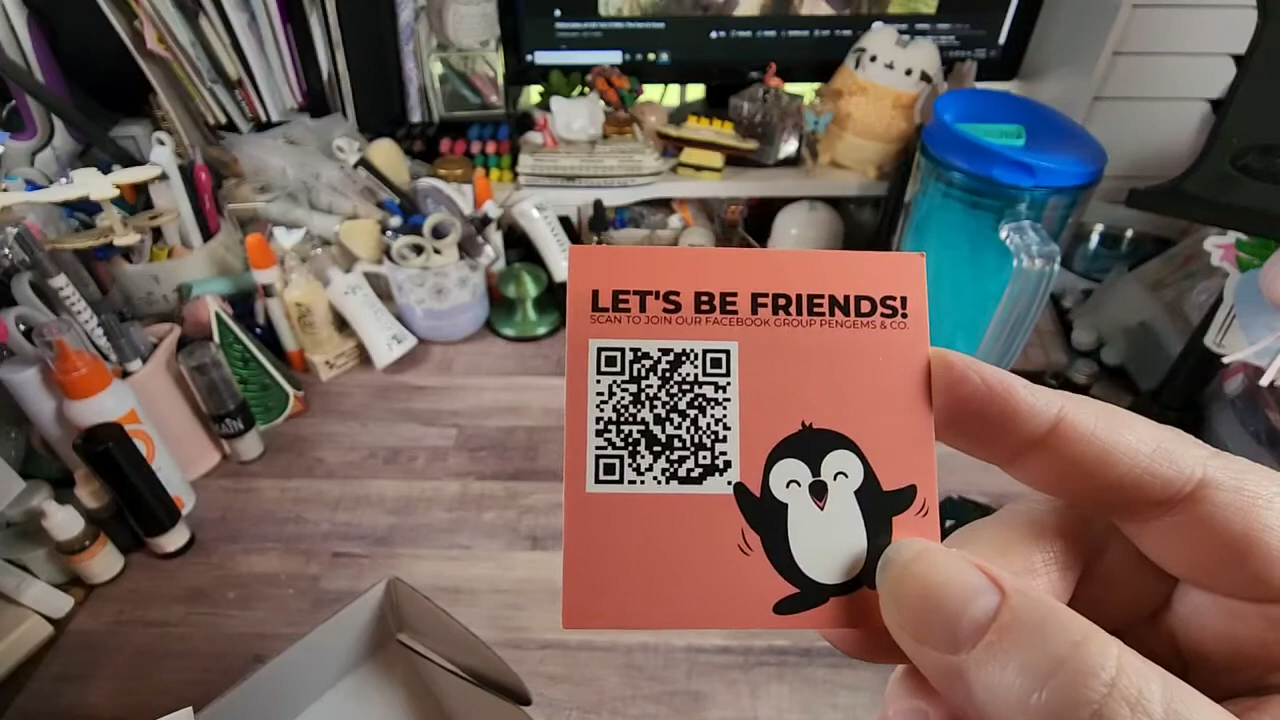 LET'S BE FRIENDS!
SCAN TO JOIN OUR FACEBOOK GROUP PENGEMS & CO.